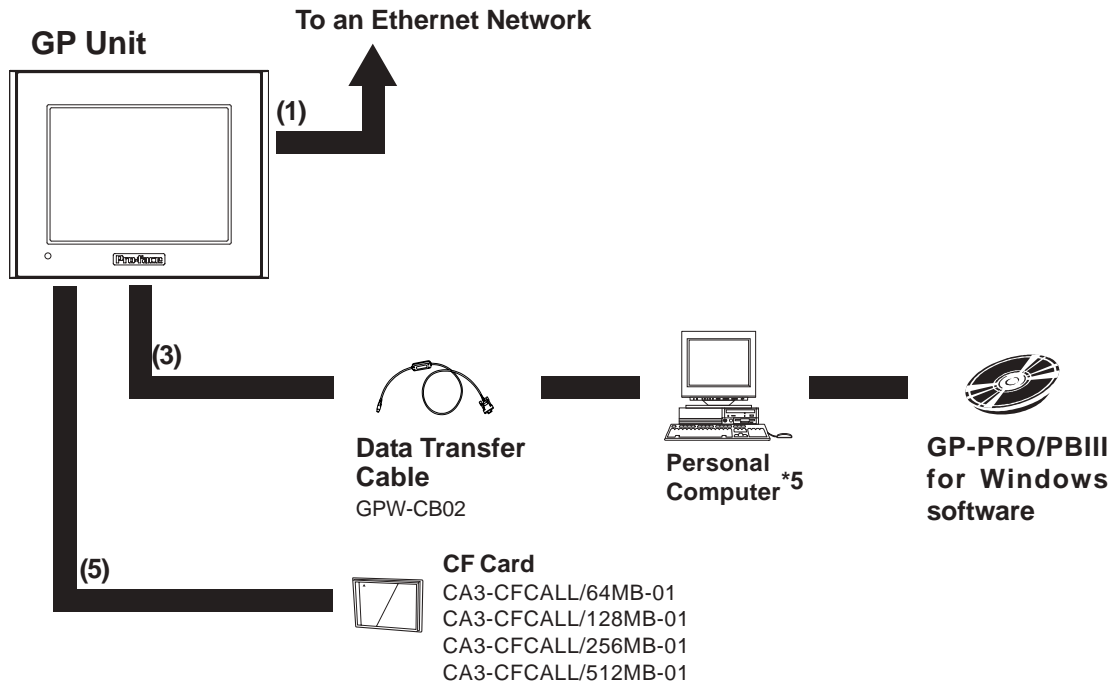 To an Ethernet Network
GP Unit
(1)
Pro-face
(3)
Data Transfer
Cable
GPW-CB02
Personal
Computer*5
GP-PRO/PBIII
for Windows
software
(5)
CF Card
CA3-CFCALL/64MB-01
CA3-CFCALL/128MB-01
CA3-CFCALL/256MB-01
CA3-CFCALL/512MB-01